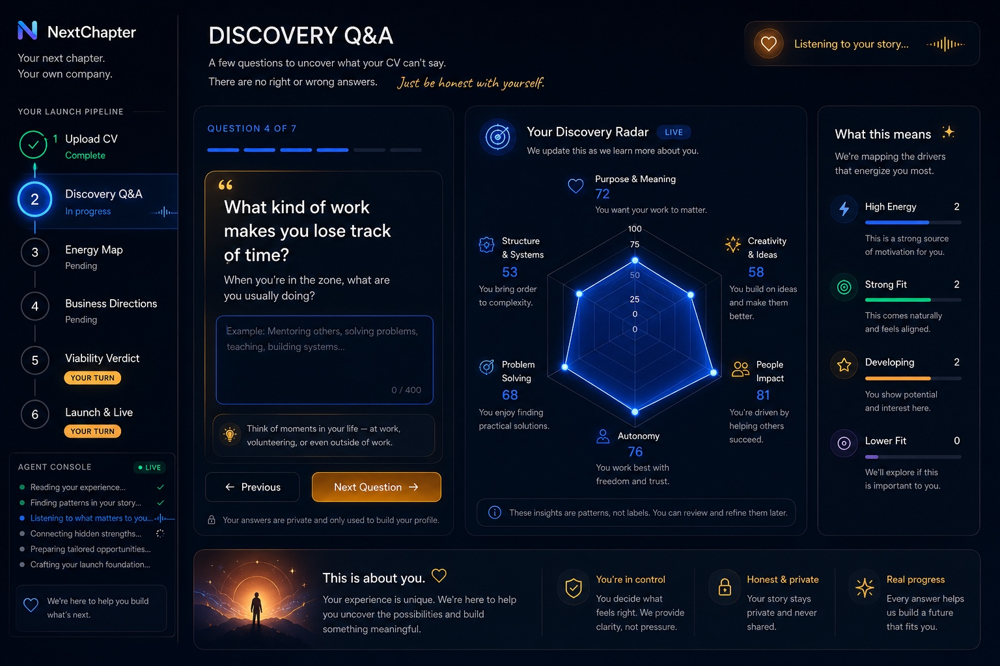 NextChapter
Your next chapter.
Your own company.
YOUR LAUNCH PIPELINE
1 Upload CV
Complete
2 Discovery Q&A
In progress
3 Energy Map
Pending
4 Business Directions
Pending
5 Viability Verdict
YOUR TURN
6 Launch & Live
YOUR TURN
AGENT CONSOLE LIVE
Reading your experience...
Finding patterns in your story...
Listening to what matters to you...
Connecting hidden strengths...
Preparing tailored opportunities...
Crafting your launch foundation...
We're here to help you build
what's next.
DISCOVERY Q&A
A few questions to uncover what your CV can't say.
There are no right or wrong answers. Just be honest with yourself.
Listening to your story...
QUESTION 4 OF 7
“
What kind of work
makes you lose track
of time?
When you're in the zone, what are
you usually doing?
Example: Mentoring others, solving problems,
teaching, building systems...
0 / 400
Think of moments in your life — at work,
volunteering, or even outside of work.
← Previous
Next Question →
Your answers are private and only used to build your profile.
Your Discovery Radar LIVE
We update this as we learn more about you.
Purpose & Meaning
72
You want your work to matter.
Structure
& Systems
53
You bring order
to complexity.
100
75
50
25
0
0
Creativity
& Ideas
58
You build on ideas
and make them
better.
Problem
Solving
68
You enjoy finding
practical solutions.
People
Impact
81
You're driven by
helping others
succeed.
Autonomy
76
You work best with
freedom and trust.
These insights are patterns, not labels. You can review and refine them later.
What this means
We're mapping the drivers
that energize you most.
High Energy 2
This is a strong source
of motivation for you.
Strong Fit 2
This comes naturally
and feels aligned.
Developing 2
You show potential
and interest here.
Lower Fit 0
We'll explore if this
is important to you.
This is about you.
Your experience is unique. We're here to help
you uncover the possibilities and build
something meaningful.
You're in control
You decide what
feels right. We provide
clarity, not pressure.
Honest & private
Your story stays
private and never
shared.
Real progress
Every answer helps
us build a future
that fits you.